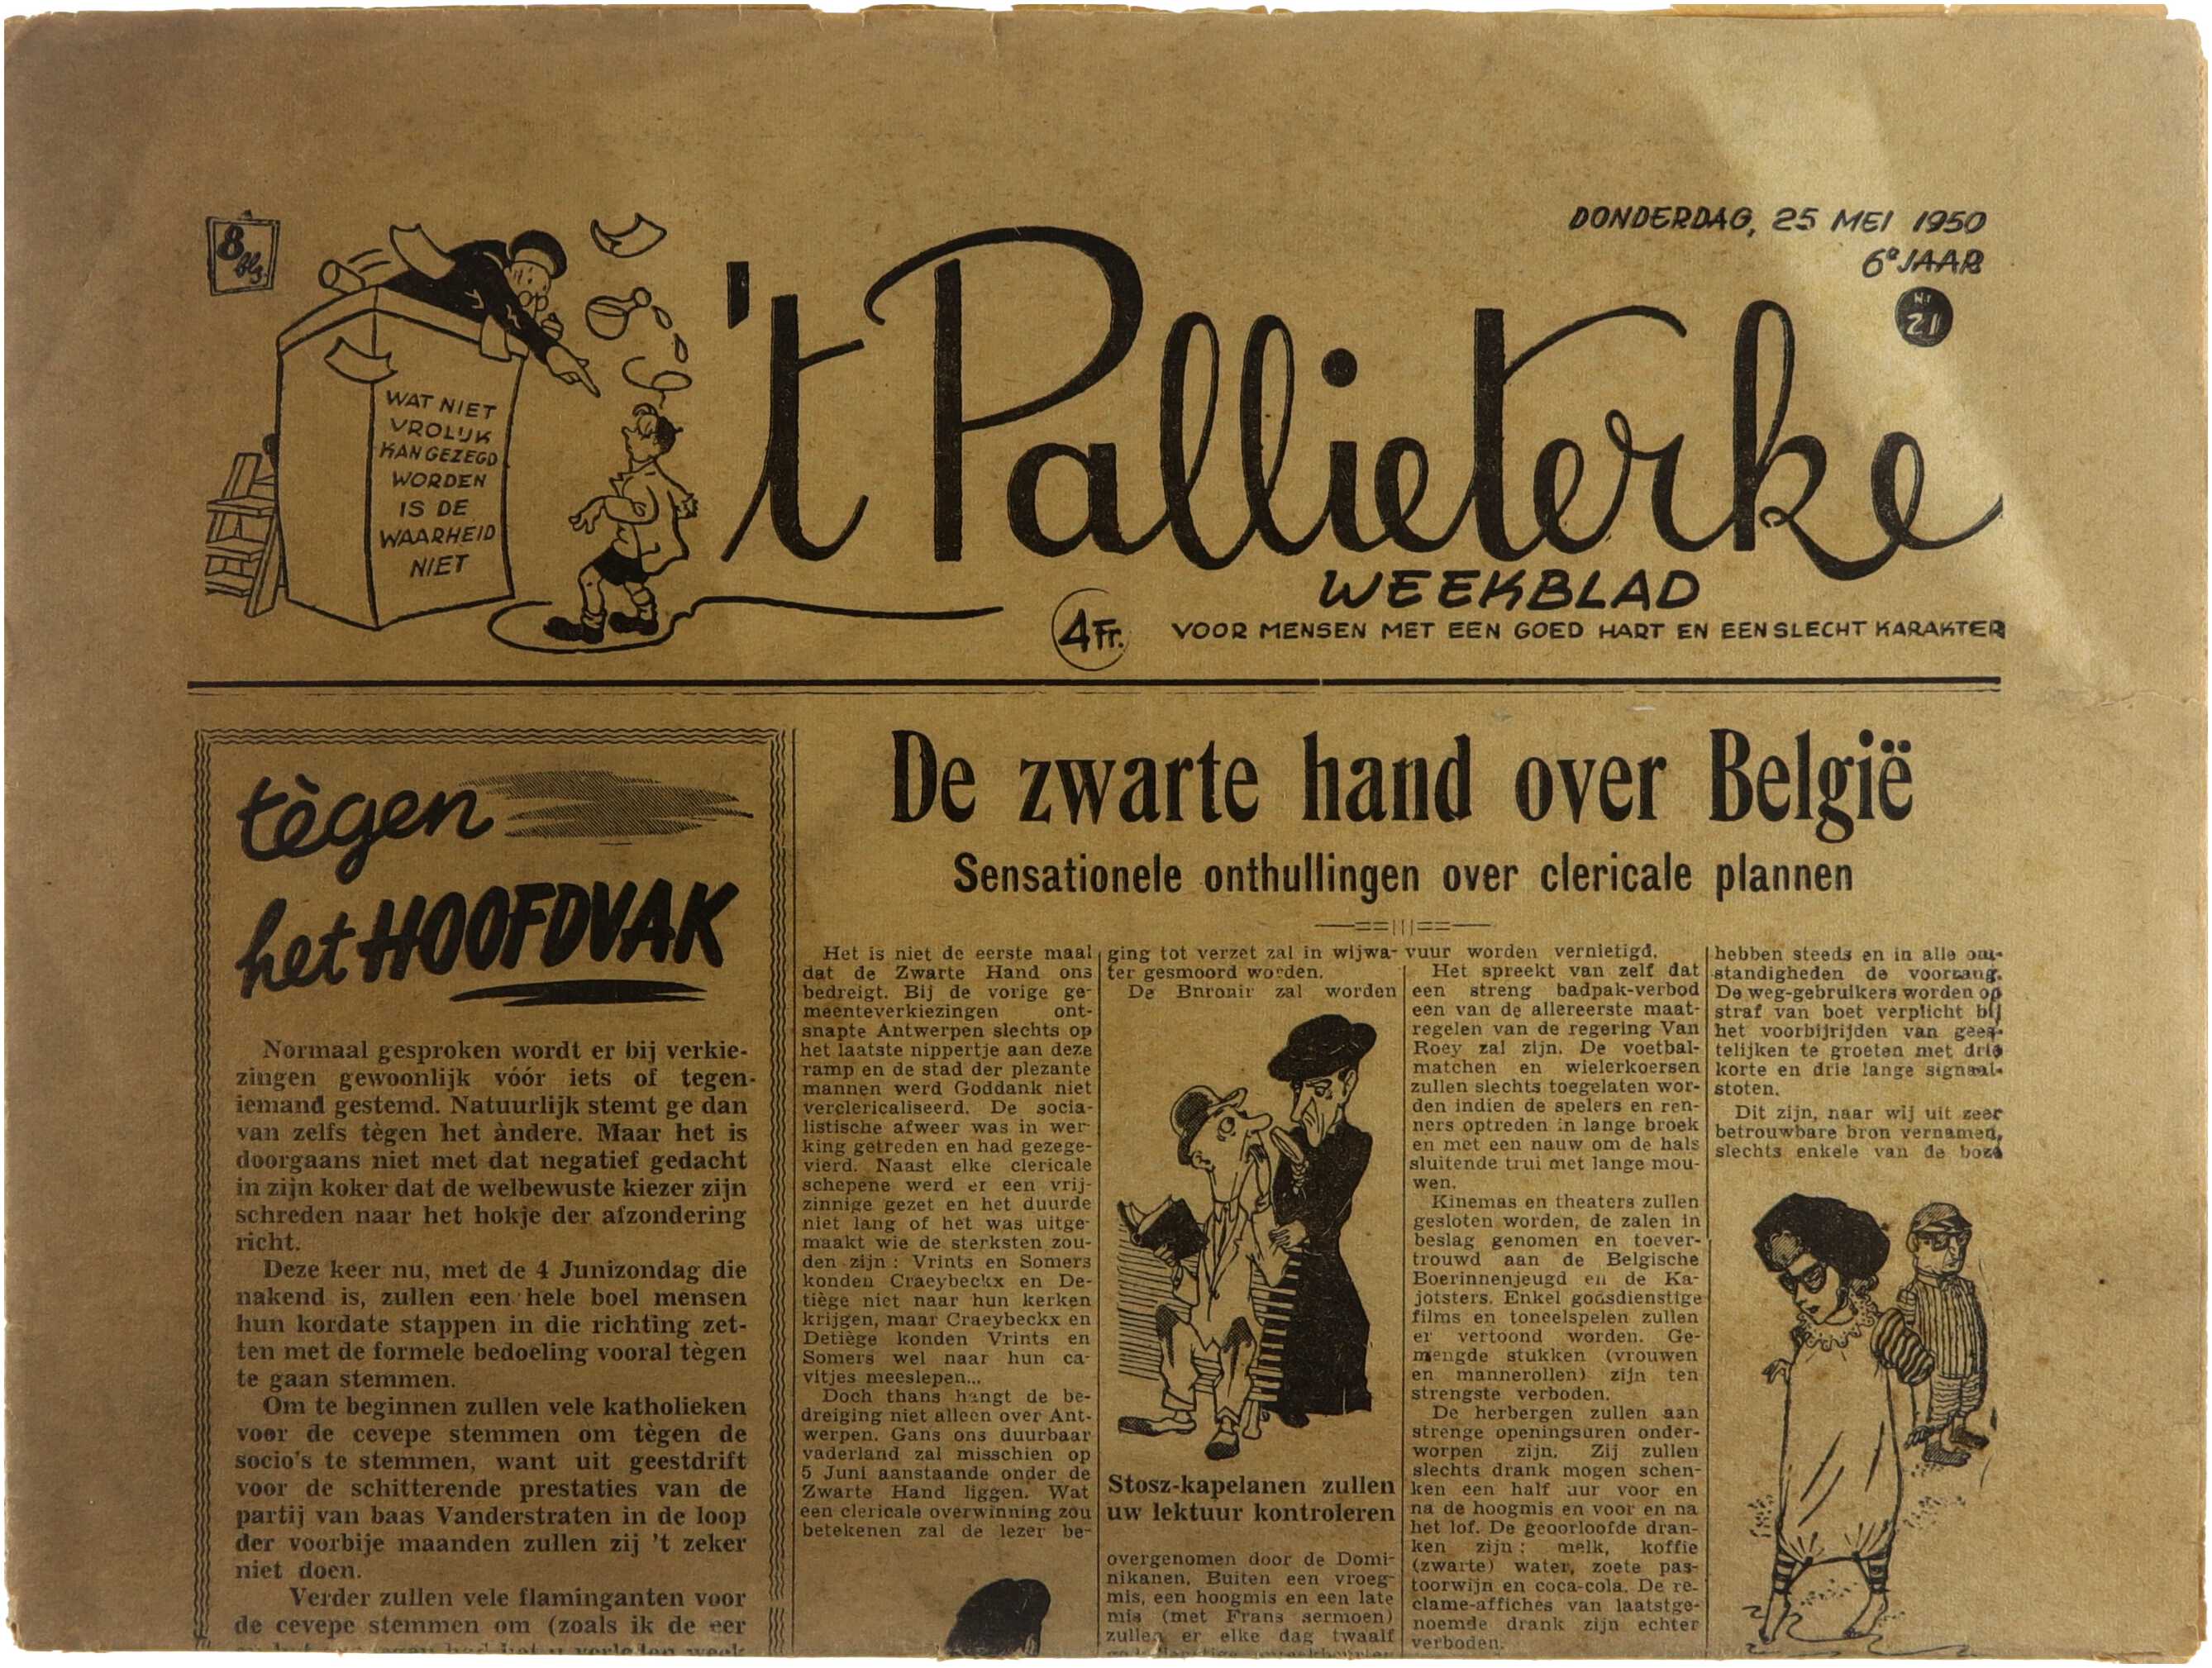 8 blz.
DONDERDAG, 25 MEI 1950
6e JAAR
Nr
21
't Pallieterke
WAT NIET
VROLIJK
KAN GEZEGD
WORDEN
IS DE
WAARHEID
NIET
WEEKBLAD
4 Fr.
VOOR MENSEN MET EEN GOED HART EN EEN SLECHT KARAKTER
tègen
het HOOFDVAK
Normaal gesproken wordt er bij verkie-
zingen gewoonlijk vóór iets of tegen-
iemand gestemd. Natuurlijk stemt ge dan
van zelfs tègen het àndere. Maar het is
doorgaans niet met dat negatief gedacht
in zijn koker dat de welbewuste kiezer zijn
schreden naar het hokje der afzondering
richt.
Deze keer nu, met de 4 Junizondag die
nakend is, zullen een hele boel mensen
hun kordate stappen in die richting zet-
ten met de formele bedoeling vooral tègen
te gaan stemmen.
Om te beginnen zullen vele katholieken
voor de cevepe stemmen om tègen de
socio's te stemmen, want uit geestdrift
voor de schitterende prestaties van de
partij van baas Vanderstraten in de loop
der voorbije maanden zullen zij 't zeker
niet doen.
Verder zullen vele flaminganten voor
de cevepe stemmen om (zoals ik de eer
De zwarte hand over België
Sensationele onthullingen over clericale plannen
Het is niet de eerste maal
dat de Zwarte Hand ons
bedreigt. Bij de vorige ge-
meenteverkiezingen ont-
snapte Antwerpen slechts op
het laatste nippertje aan deze
ramp en de stad der plezante
mannen werd Goddank niet
verclericaliseerd. De socia-
listische afweer was in wer-
king getreden en had gezege-
vierd. Naast elke clericale
schepene werd er een vrij-
zinnige gezet en het duurde
niet lang of het was uitge-
maakt wie de sterksten zou-
den zijn : Vrints en Somers
konden Craeybeckx en De-
tiège niet naar hun kerken
krijgen, maar Craeybeckx en
Detiège konden Vrints en
Somers wel naar hun ca-
vitjes meeslepen...
Doch thans hangt de be-
dreiging niet alleen over Ant-
werpen. Gans ons duurbaar
vaderland zal misschien op
5 Juni aanstaande onder de
Zwarte Hand liggen. Wat
een clericale overwinning zou
betekenen zal de lezer be-
ging tot verzet zal in wijwa-
ter gesmoord worden.
De Bnronir zal worden
Stosz-kapelanen zullen
uw lektuur kontroleren
overgenomen door de Domi-
nikanen. Buiten een vroeg-
mis, een hoogmis en een late
mis (met Frans sermoen)
zullen er elke dag twaalf
vuur worden vernietigd.
Het spreekt van zelf dat
een streng badpak-verbod
een van de allereerste maat-
regelen van de regering Van
Roey zal zijn. De voetbal-
matchen en wielerkoersen
zullen slechts toegelaten wor-
den indien de spelers en ren-
ners optreden in lange broek
en met een nauw om de hals
sluitende trui met lange mou-
wen.
Kinemas en theaters zullen
gesloten worden, de zalen in
beslag genomen en toever-
trouwd aan de Belgische
Boerinnenjeugd en de Ka-
jotsters. Enkel godsdienstige
films en toneelspelen zullen
er vertoond worden. Ge-
mengde stukken (vrouwen
en mannerollen) zijn ten
strengste verboden.
De herbergen zullen aan
strenge openingsuren onder-
worpen zijn. Zij zullen
slechts drank mogen schen-
ken een half uur voor en
na de hoogmis en voor en na
het lof. De geoorloofde dran-
ken zijn : melk, koffie
(zwarte) water, zoete pas-
toorwijn en coca-cola. De re-
clame-affiches van laatstge-
noemde drank zijn echter
verboden.
hebben steeds en in alle om-
standigheden de voorrang.
De weg-gebruikers worden op
straf van boet verplicht bij
het voorbijrijden van gees-
telijken te groeten met drie
korte en drie lange signaal-
stoten.
Dit zijn, naar wij uit zeer
betrouwbare bron vernamen,
slechts enkele van de boze